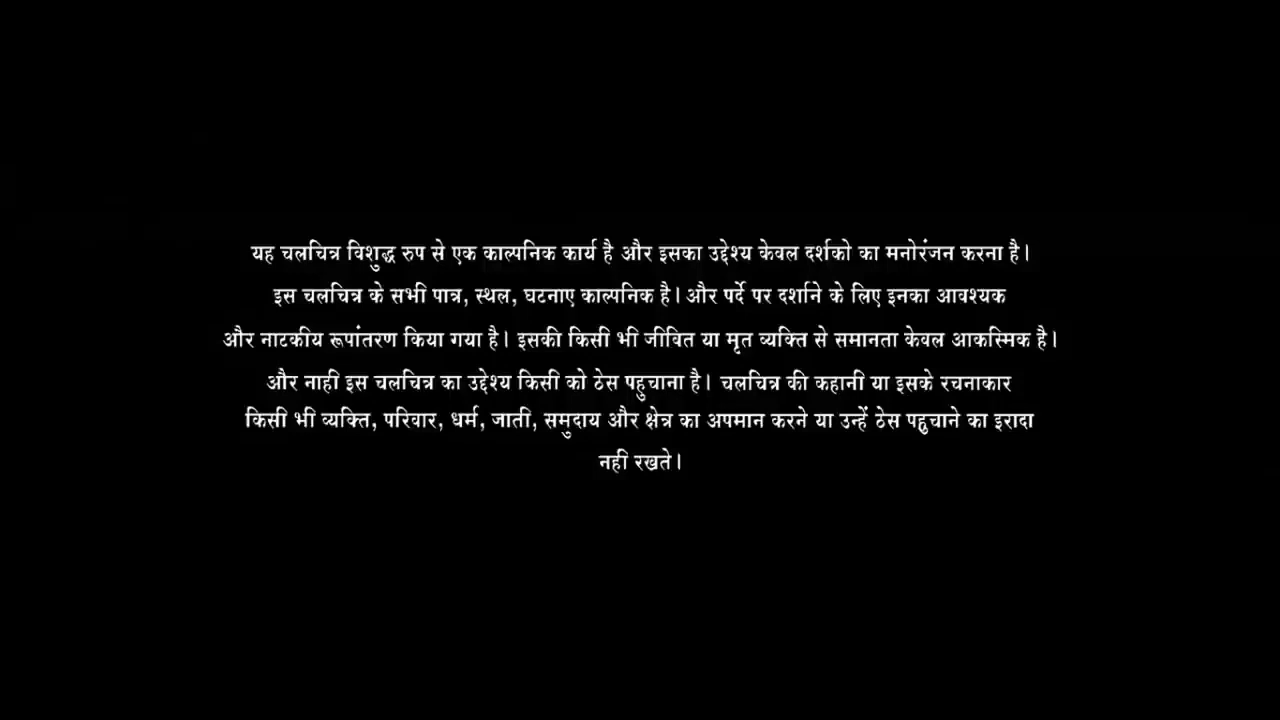 यह चलचित्र विशुद्ध रुप से एक काल्पनिक कार्य है और इसका उद्देश्य केवल दर्शको का मनोरंजन करना है।
इस चलचित्र के सभी पात्र, स्थल, घटनाए काल्पनिक है। और पर्दे पर दर्शाने के लिए इनका आवश्यक
और नाटकीय रूपांतरण किया गया है। इसकी किसी भी जीवित या मृत व्यक्ति से समानता केवल आकस्मिक है।
और नाही इस चलचित्र का उद्देश्य किसी को ठेस पहुचाना है। चलचित्र की कहानी या इसके रचनाकार
किसी भी व्यक्ति, परिवार, धर्म, जाती, समुदाय और क्षेत्र का अपमान करने या उन्हें ठेस पहुचाने का इरादा
नही रखते।